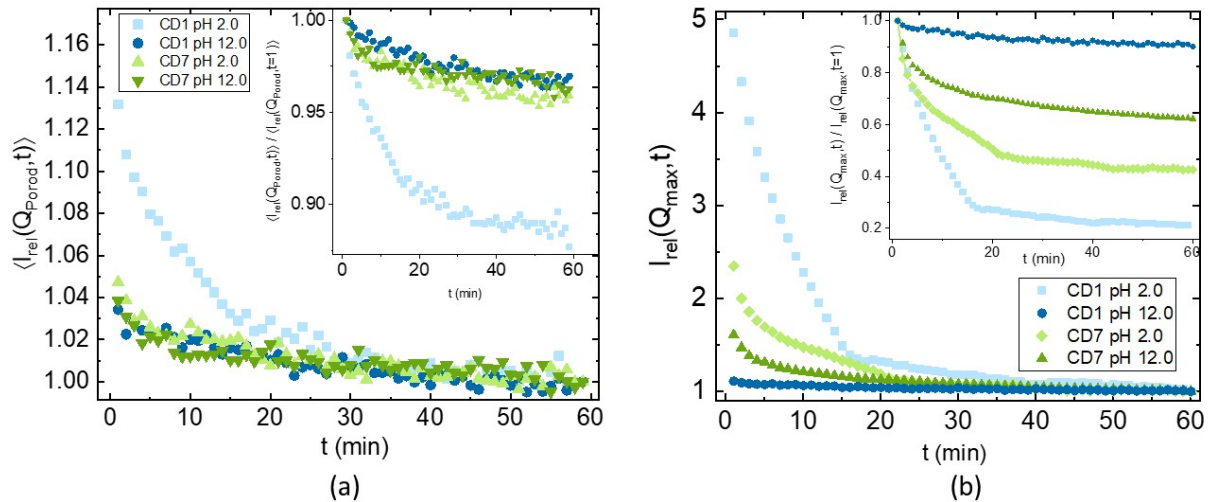 CD1 pH 2.0
CD1 pH 12.0
CD7 pH 2.0
CD7 pH 12.0
⟨I_rel(Q_Porod,t)⟩
1.16
1.14
1.12
1.10
1.08
1.06
1.04
1.02
1.00
0 10 20 30 40 50 60
t (min)
⟨I_rel(Q_Porod,t)⟩ / ⟨I_rel(Q_Porod,t=1)⟩
1.00
0.95
0.90
0 20 40 60
t (min)
(a)
I_rel(Q_max,t)
5
4
3
2
1
0 10 20 30 40 50 60
t (min)
I_rel(Q_max,t) / I_rel(Q_max,t=1)
1.0
0.8
0.6
0.4
0.2
0 20 40 60
t (min)
CD1 pH 2.0
CD1 pH 12.0
CD7 pH 2.0
CD7 pH 12.0
(b)